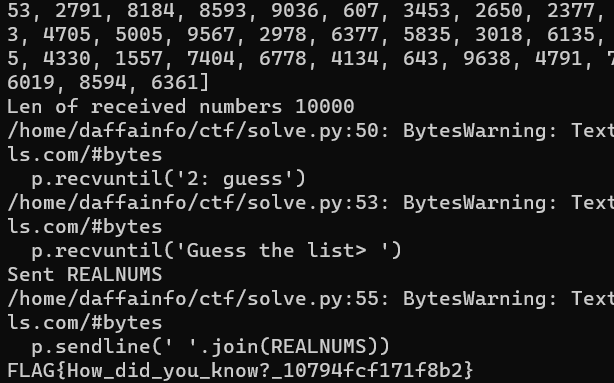 53, 2791, 8184, 8593, 9036, 607, 3453, 2650, 2377,
3, 4705, 5005, 9567, 2978, 6377, 5835, 3018, 6135,
5, 4330, 1557, 7404, 6778, 4134, 643, 9638, 4791, 7
6019, 8594, 6361]
Len of received numbers 10000
/home/daffainfo/ctf/solve.py:50: BytesWarning: Text
ls.com/#bytes
  p.recvuntil('2: guess')
/home/daffainfo/ctf/solve.py:53: BytesWarning: Text
ls.com/#bytes
  p.recvuntil('Guess the list> ')
Sent REALNUMS
/home/daffainfo/ctf/solve.py:55: BytesWarning: Text
ls.com/#bytes
  p.sendline(' '.join(REALNUMS))
FLAG{How_did_you_know?_10794fcf171f8b2}